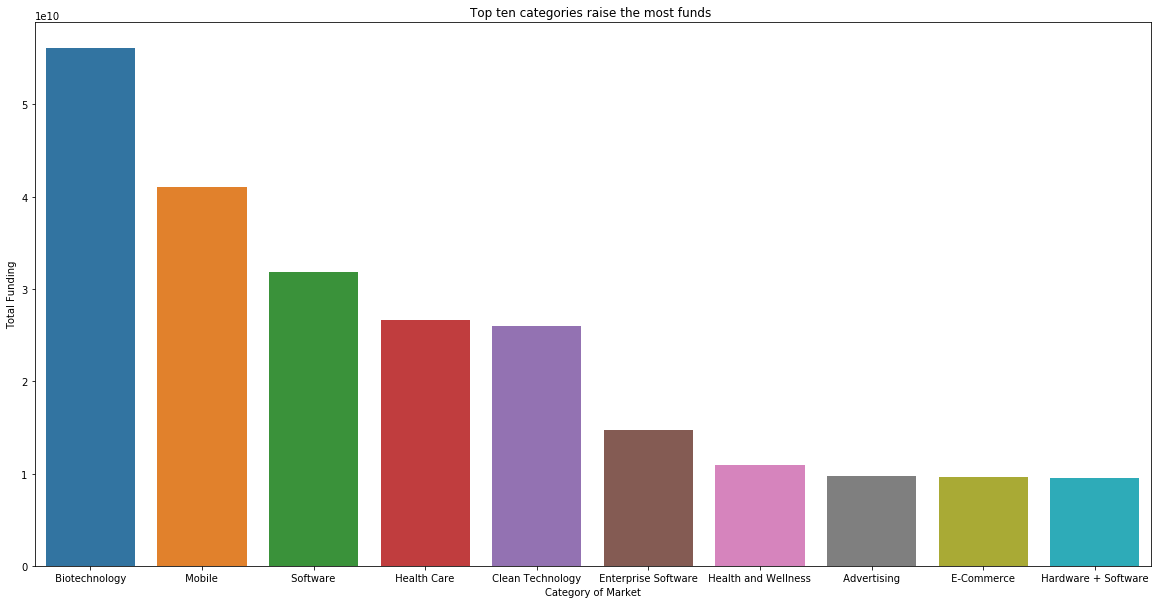 Top ten categories raise the most funds
1e10
5
4
3
2
1
0
Total Funding
Biotechnology Mobile Software Health Care Clean Technology Enterprise Software Health and Wellness Advertising E-Commerce Hardware + Software
Category of Market